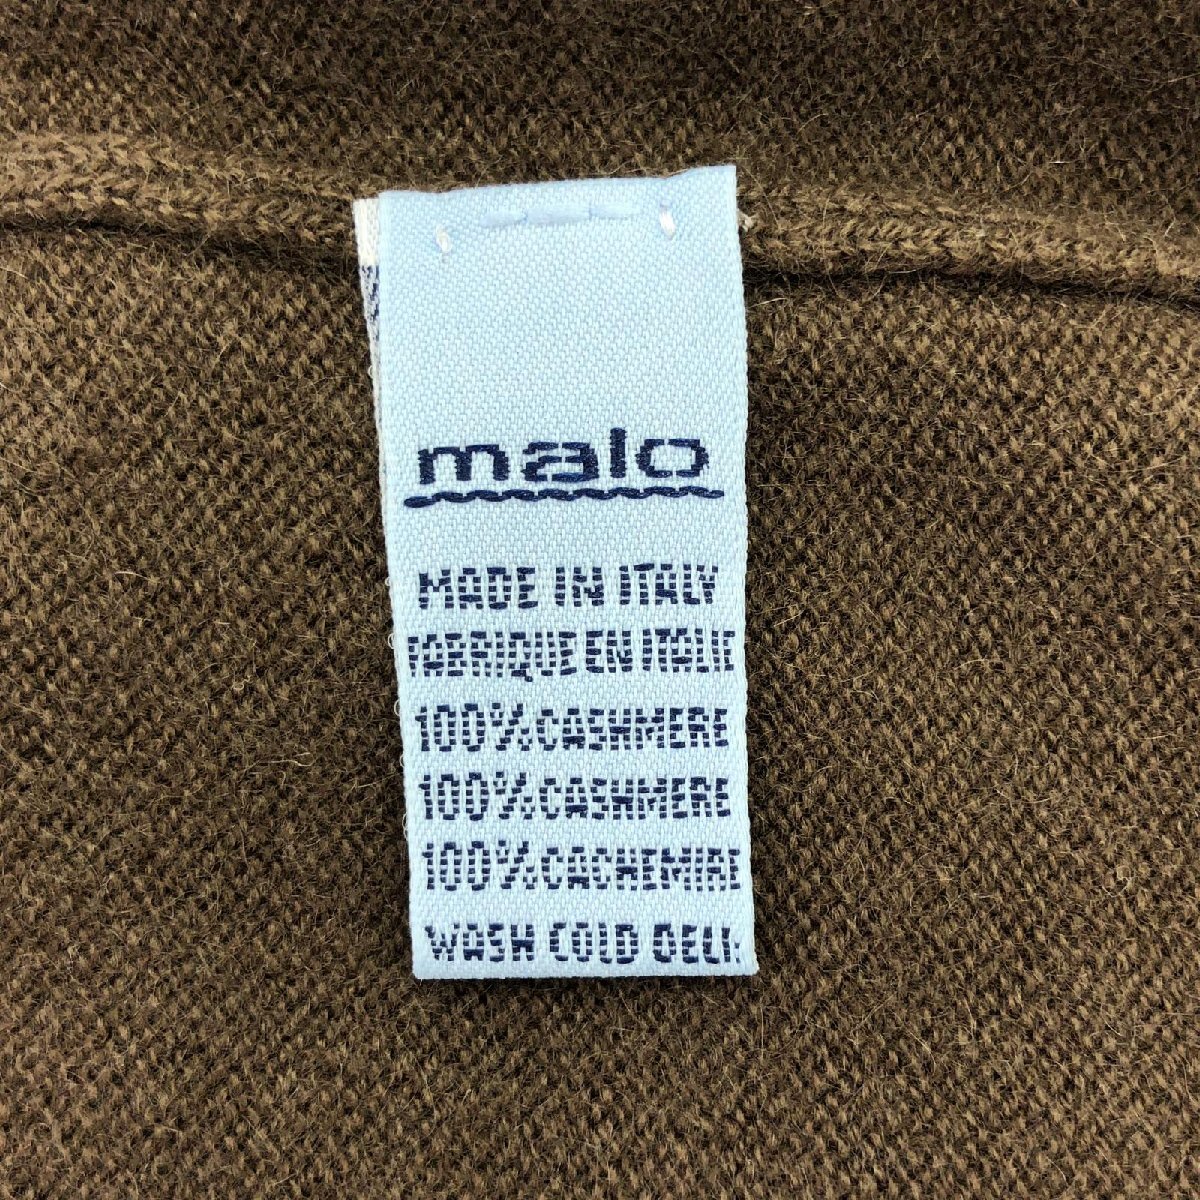 malo
MADE IN ITALY
FABRIQUE EN ITALIE
100% CASHMERE
100% CASHMERE
100% CACHEMIRE
WASH COLD DELI.